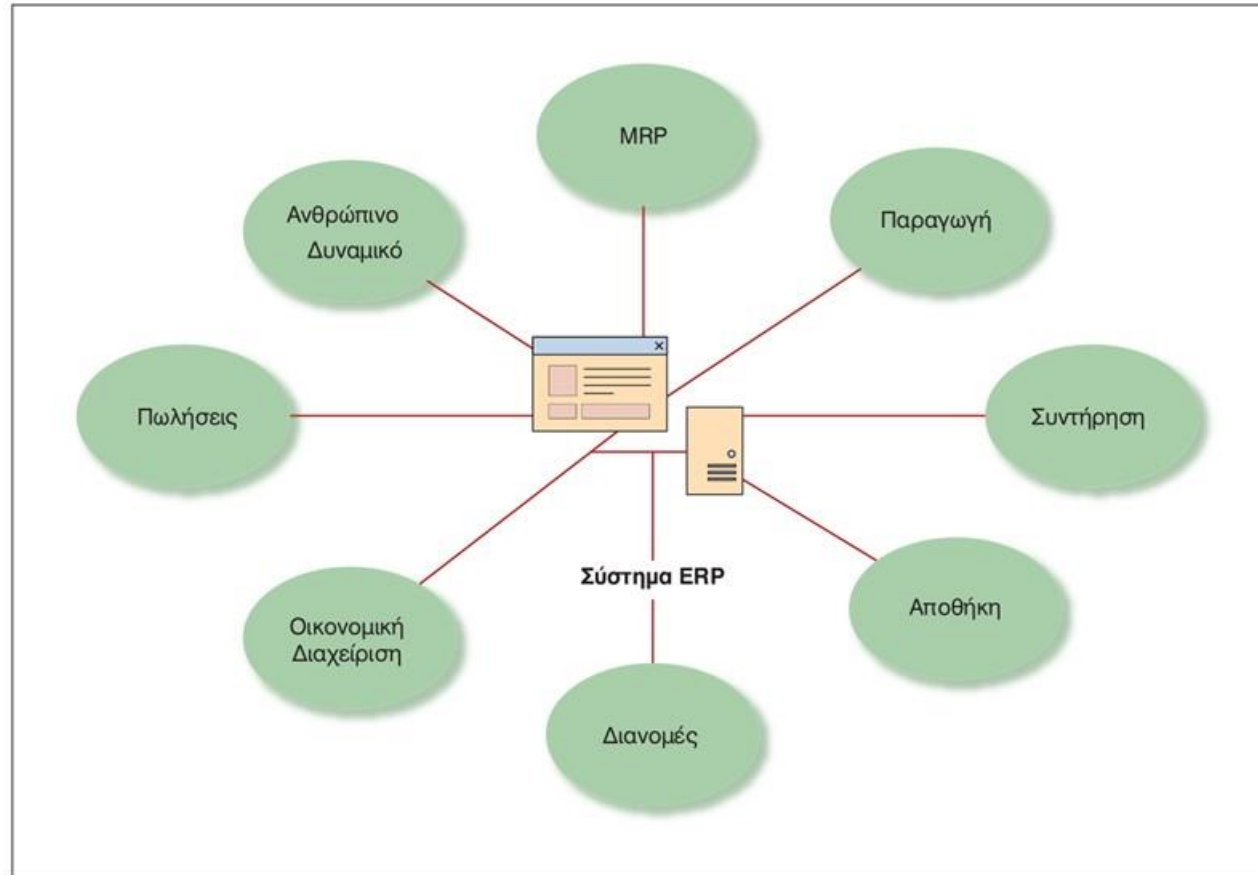 MRP
Ανθρώπινο
Δυναμικό
Παραγωγή
Πωλήσεις
Συντήρηση
Σύστημα ERP
Οικονομική
Διαχείριση
Αποθήκη
Διανομές